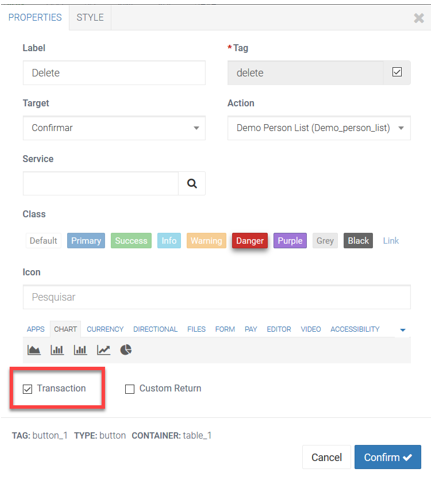 PROPERTIES STYLE
Label * Tag
Delete delete
Target Action
Confirmar Demo Person List (Demo_person_list)
Service
Class
Default Primary Success Info Warning Danger Purple Grey Black Link
Icon
Pesquisar
APPS CHART CURRENCY DIRECTIONAL FILES FORM PAY EDITOR VIDEO ACCESSIBILITY
Transaction Custom Return
TAG: button_1 TYPE: button CONTAINER: table_1
Cancel Confirm